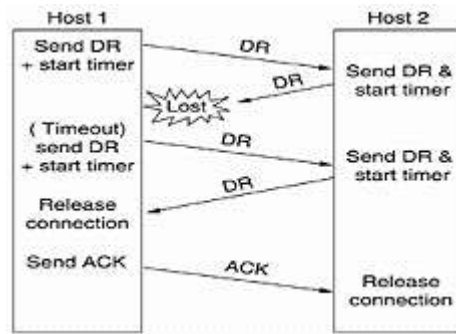 Host 1
Host 2
Send DR
+ start timer
DR
Send DR &
start timer
DR
Lost
( Timeout)
send DR
+ start timer
DR
Send DR &
start timer
DR
Release
connection
Send ACK
ACK
Release
connection